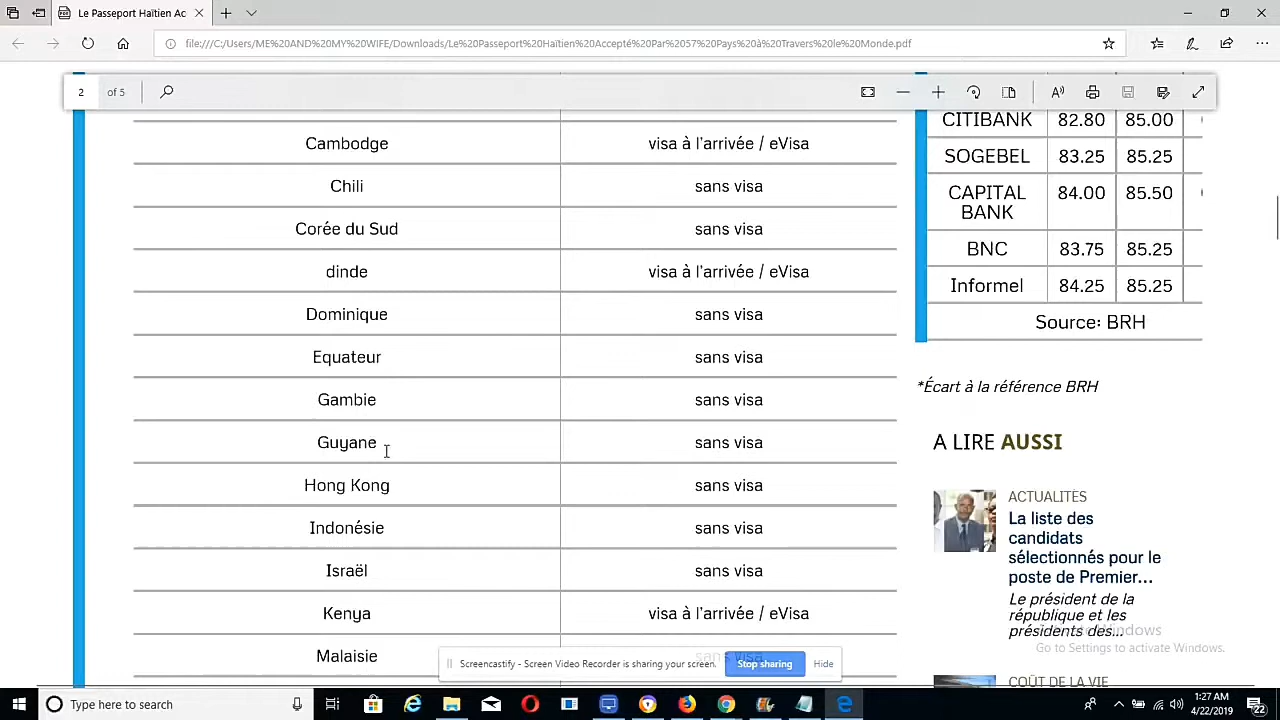 Le Passeport Haïtien Ac
file:///C:/Users/ME%20AND%20MY%20WIFE/Downloads/Le%20Passeport%20Haïtien%20Accepté%20Par%2057%20Pays%20à%20Travers%20le%20Monde.pdf
2 of 5
Cambodge visa à l'arrivée / eVisa
Chili sans visa
Corée du Sud sans visa
dinde visa à l'arrivée / eVisa
Dominique sans visa
Equateur sans visa
Gambie sans visa
Guyane sans visa
Hong Kong sans visa
Indonésie sans visa
Israël sans visa
Kenya visa à l'arrivée / eVisa
Malaisie sans visa
CITIBANK 82.80 85.00
SOGEBEL 83.25 85.25
CAPITAL 84.00 85.50
BANK
BNC 83.75 85.25
Informel 84.25 85.25
Source: BRH
*Écart à la référence BRH
A LIRE AUSSI
ACTUALITÉS
La liste des
candidats
sélectionnés pour le
poste de Premier...
Le président de la
république et les
présidents des...
COÛT DE LA VIE
Windows
Go to Settings to activate Windows.
Screencastify - Screen Video Recorder is sharing your screen. Stop sharing Hide
Type here to search
1:27 AM
4/22/2019
22